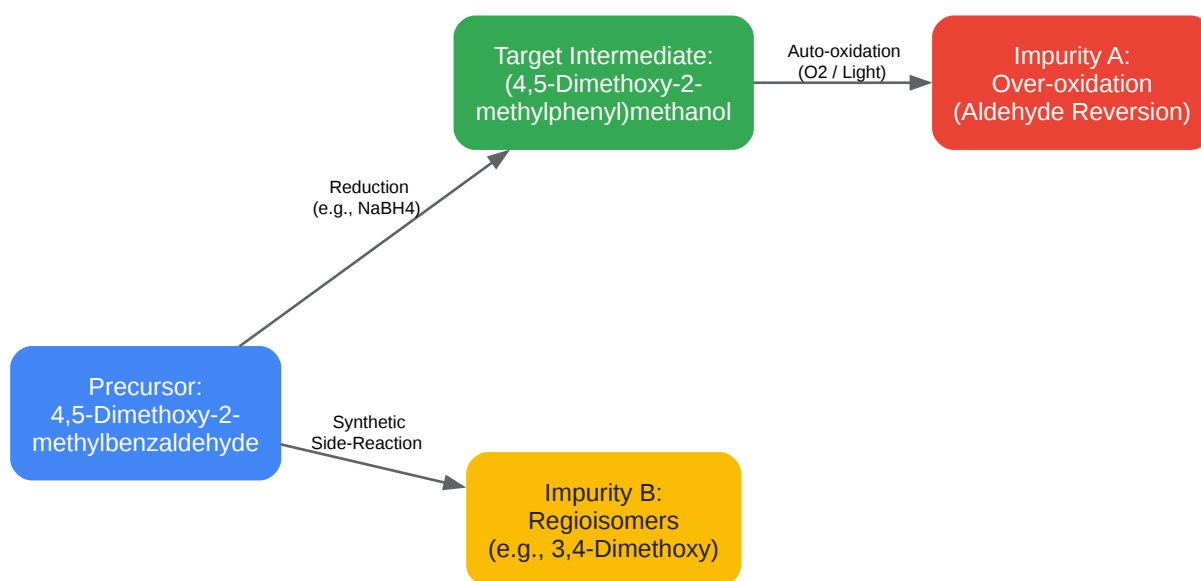 Target Intermediate:
(4,5-Dimethoxy-2-
methylphenyl)methanol
Auto-oxidation
(O2 / Light)
Impurity A:
Over-oxidation
(Aldehyde Reversion)
Reduction
(e.g., NaBH4)
Precursor:
4,5-Dimethoxy-2-
methylbenzaldehyde
Synthetic
Side-Reaction
Impurity B:
Regioisomers
(e.g., 3,4-Dimethoxy)